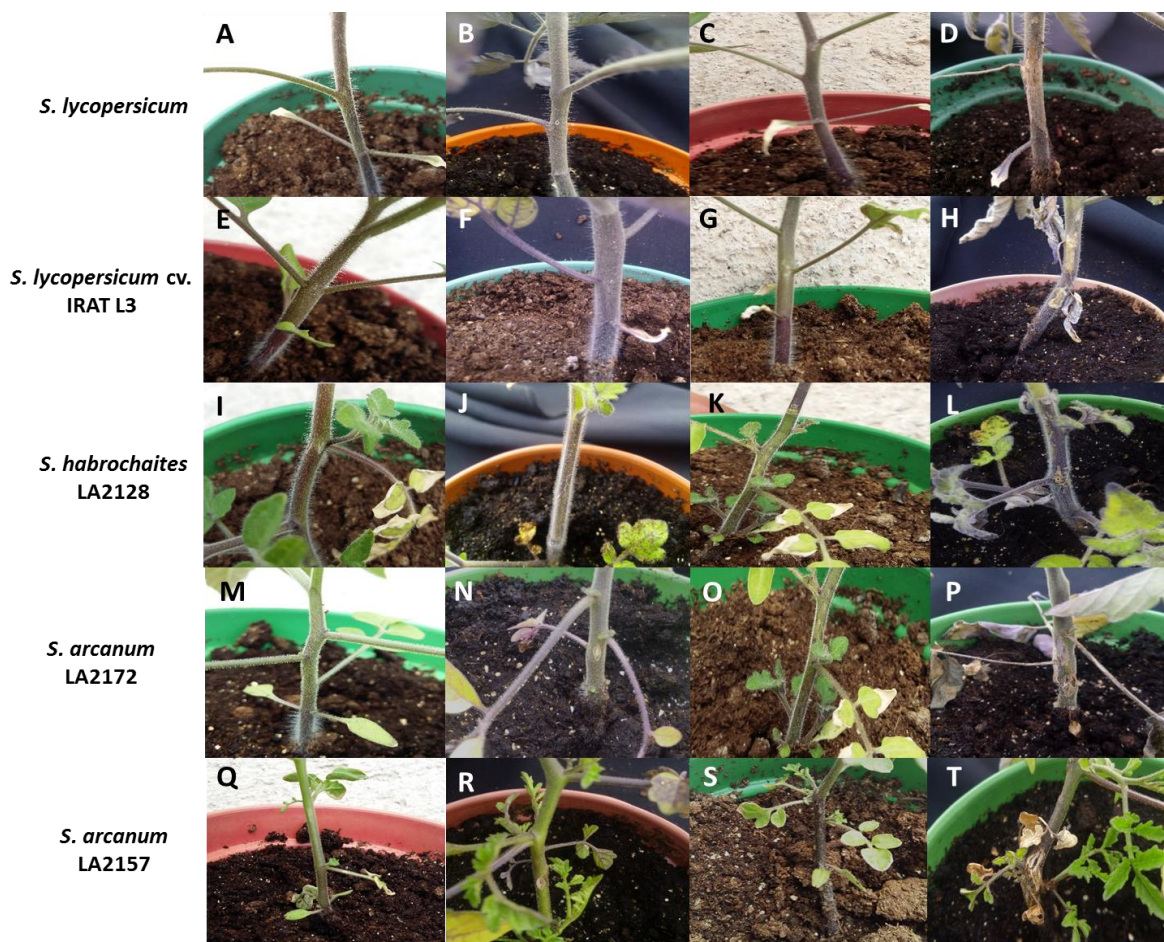 A B C D
S. lycopersicum
E F G H
S. lycopersicum cv.
IRAT L3
I J K L
S. habrochaites
LA2128
M N O P
S. arcanum
LA2172
Q R S T
S. arcanum
LA2157